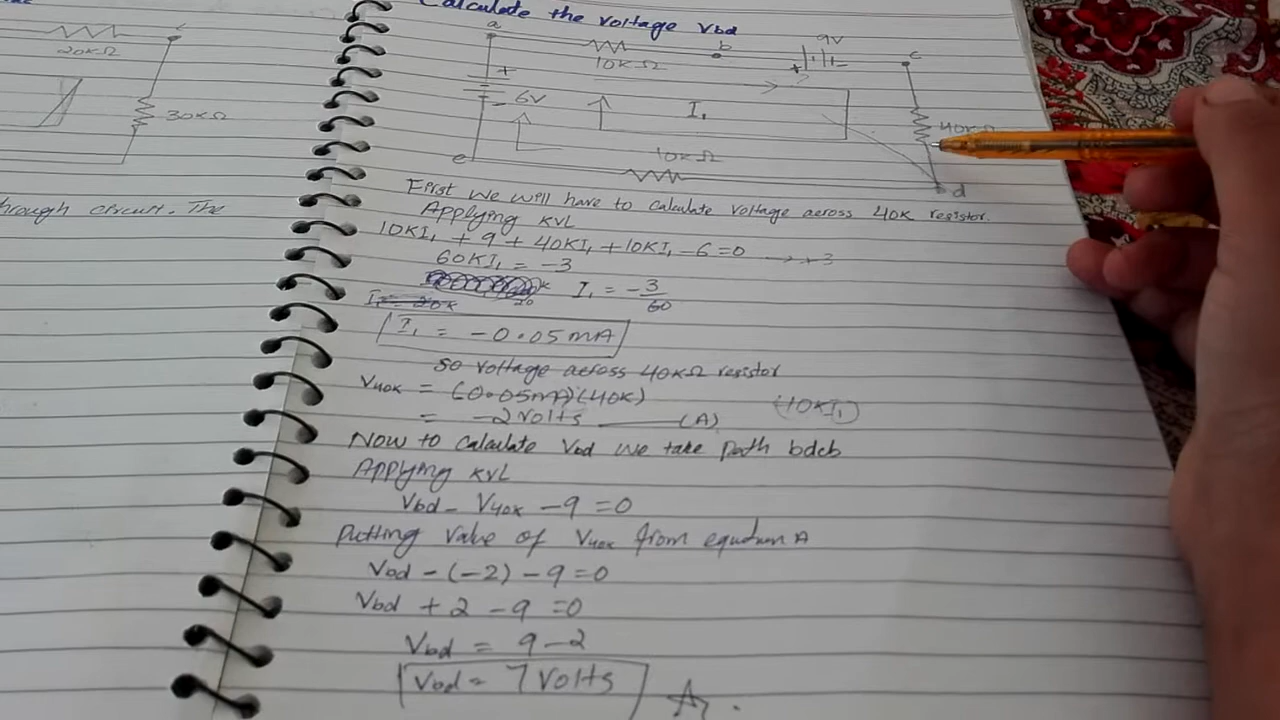 20KΩ
c
30KΩ
through circuit. The
Calculate the voltage Vbd
a
10KΩ
b
9V
c
+
+
6V
-
I₁
40KΩ
e
10KΩ
d
First we will have to calculate voltage across 40K resistor.
Applying KVL
10KI₁ + 9 + 40KI₁ + 10KI₁ - 6 = 0 → +3
60KI₁ = -3
I₁ = -3/60
I₁ = -0.05mA
so voltage across 40KΩ resistor
V40K = (-0.05mA)(40K)
(40KI₁)
= -2 volts ——— (A)
Now to calculate Vbd we take path bdcb
Applying KVL
Vbd - V40K - 9 = 0
Putting value of V40K from equation A
Vbd - (-2) - 9 = 0
Vbd + 2 - 9 = 0
Vbd = 9 - 2
Vbd = 7 Volts